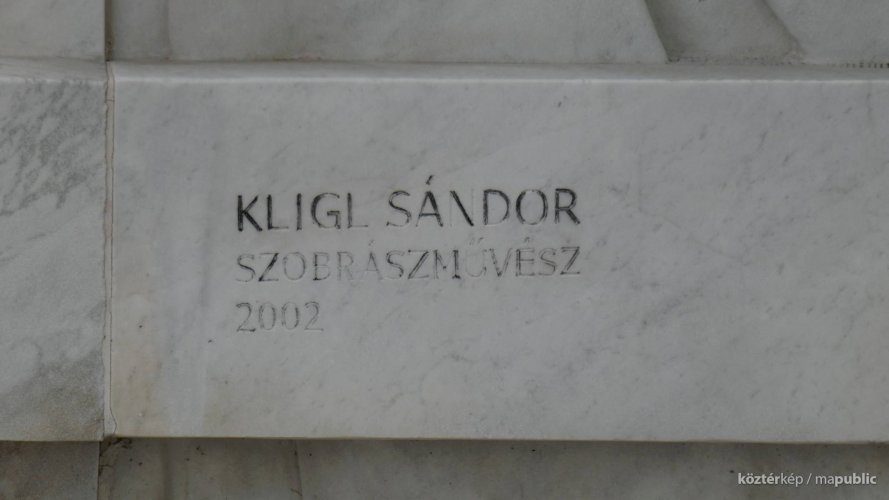 KLIGL SÁNDOR
SZOBRÁSZMŰVÉSZ
2002
köztérkép / mapublic